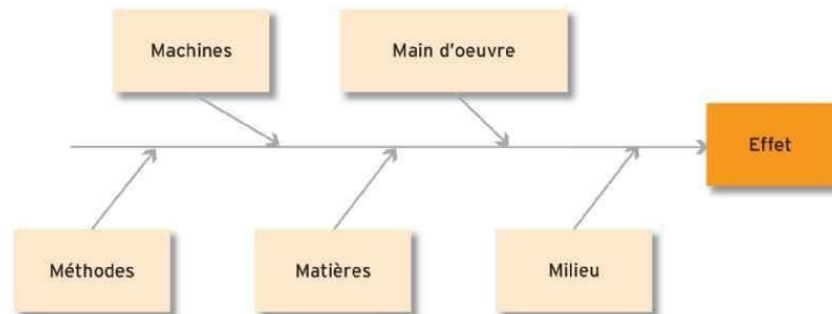 Machines
Main d'oeuvre
Effet
Méthodes
Matières
Milieu